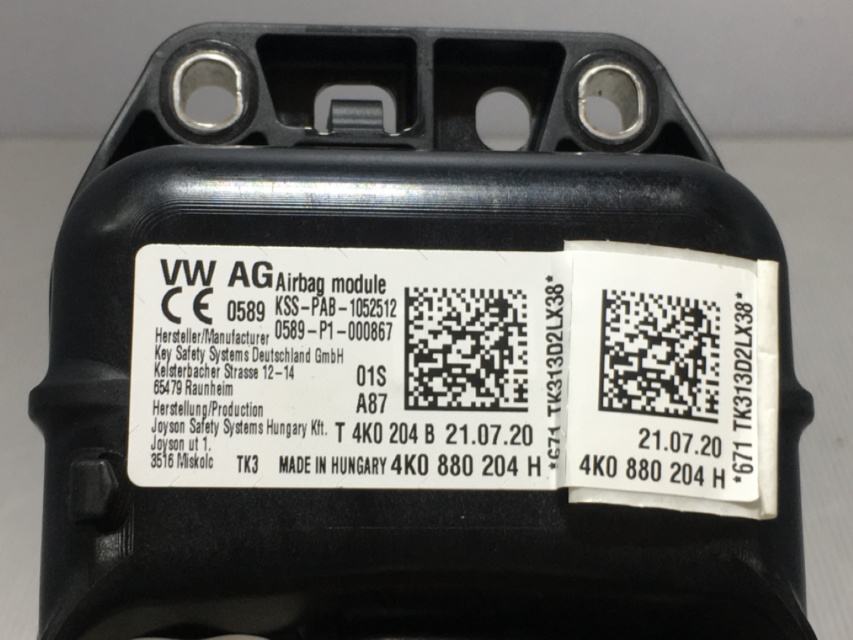 VW AG Airbag module
CE 0589 KSS-PAB-1052512
0589-P1-000867
Hersteller/Manufacturer
Key Safety Systems Deutschland GmbH
Kelsterbacher Strasse 12-14
65479 Raunheim
01S
Herstellung/Production
A87
Joyson Safety Systems Hungary Kft.
T 4K0 204 B 21.07.20
Joyson ut 1.
3516 Miskolc
TK3 MADE IN HUNGARY 4K0 880 204 H
*671 TK313D2LX38*
21.07.20
4K0 880 204 H
*671 TK313D2LX38*